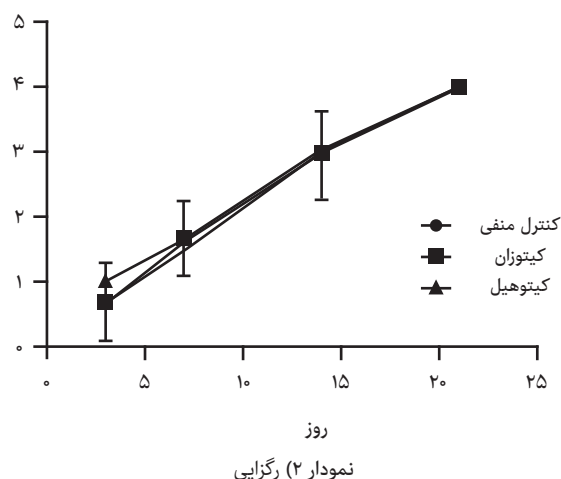 ۵
۴
۳
۲
۱
۰
۰ ۵ ۱۰ ۱۵ ۲۰ ۲۵
کنترل منفی
کیتوزان
کیتوهیل
روز
نمودار ۲) رگزایی